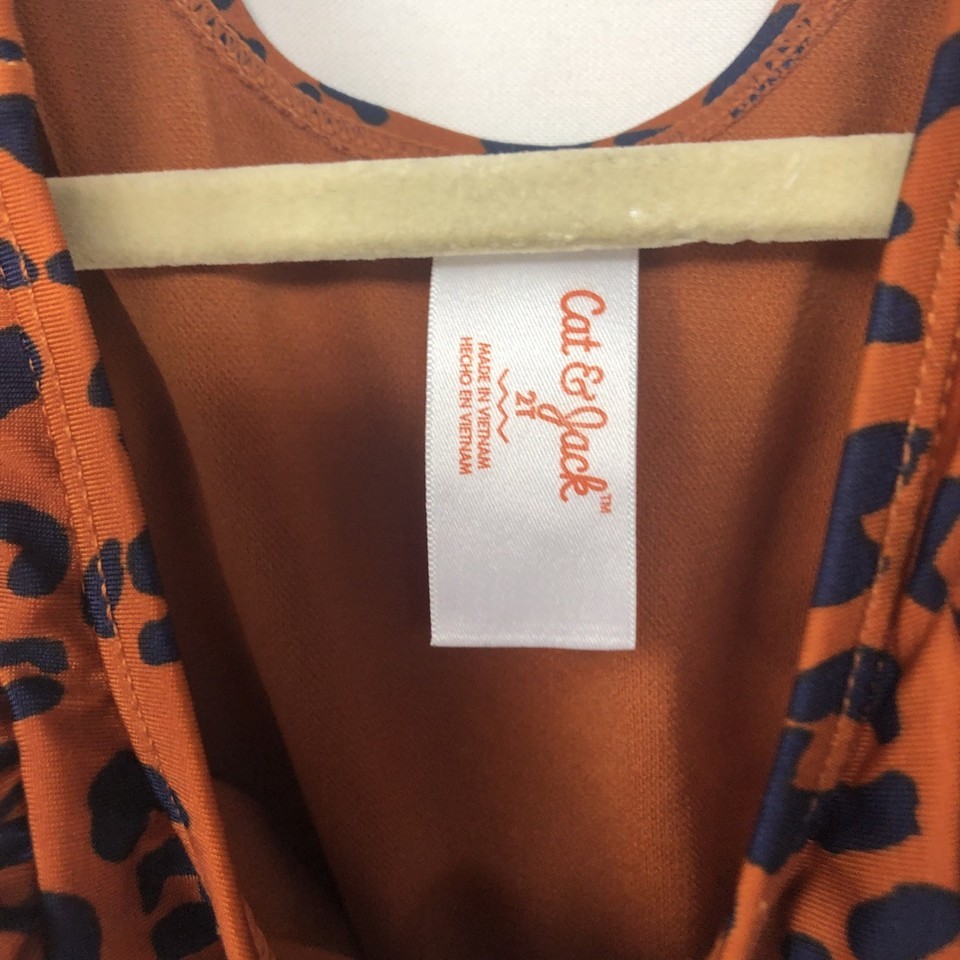 Cat & Jack™
2T
MADE IN VIETNAM
HECHO EN VIETNAM